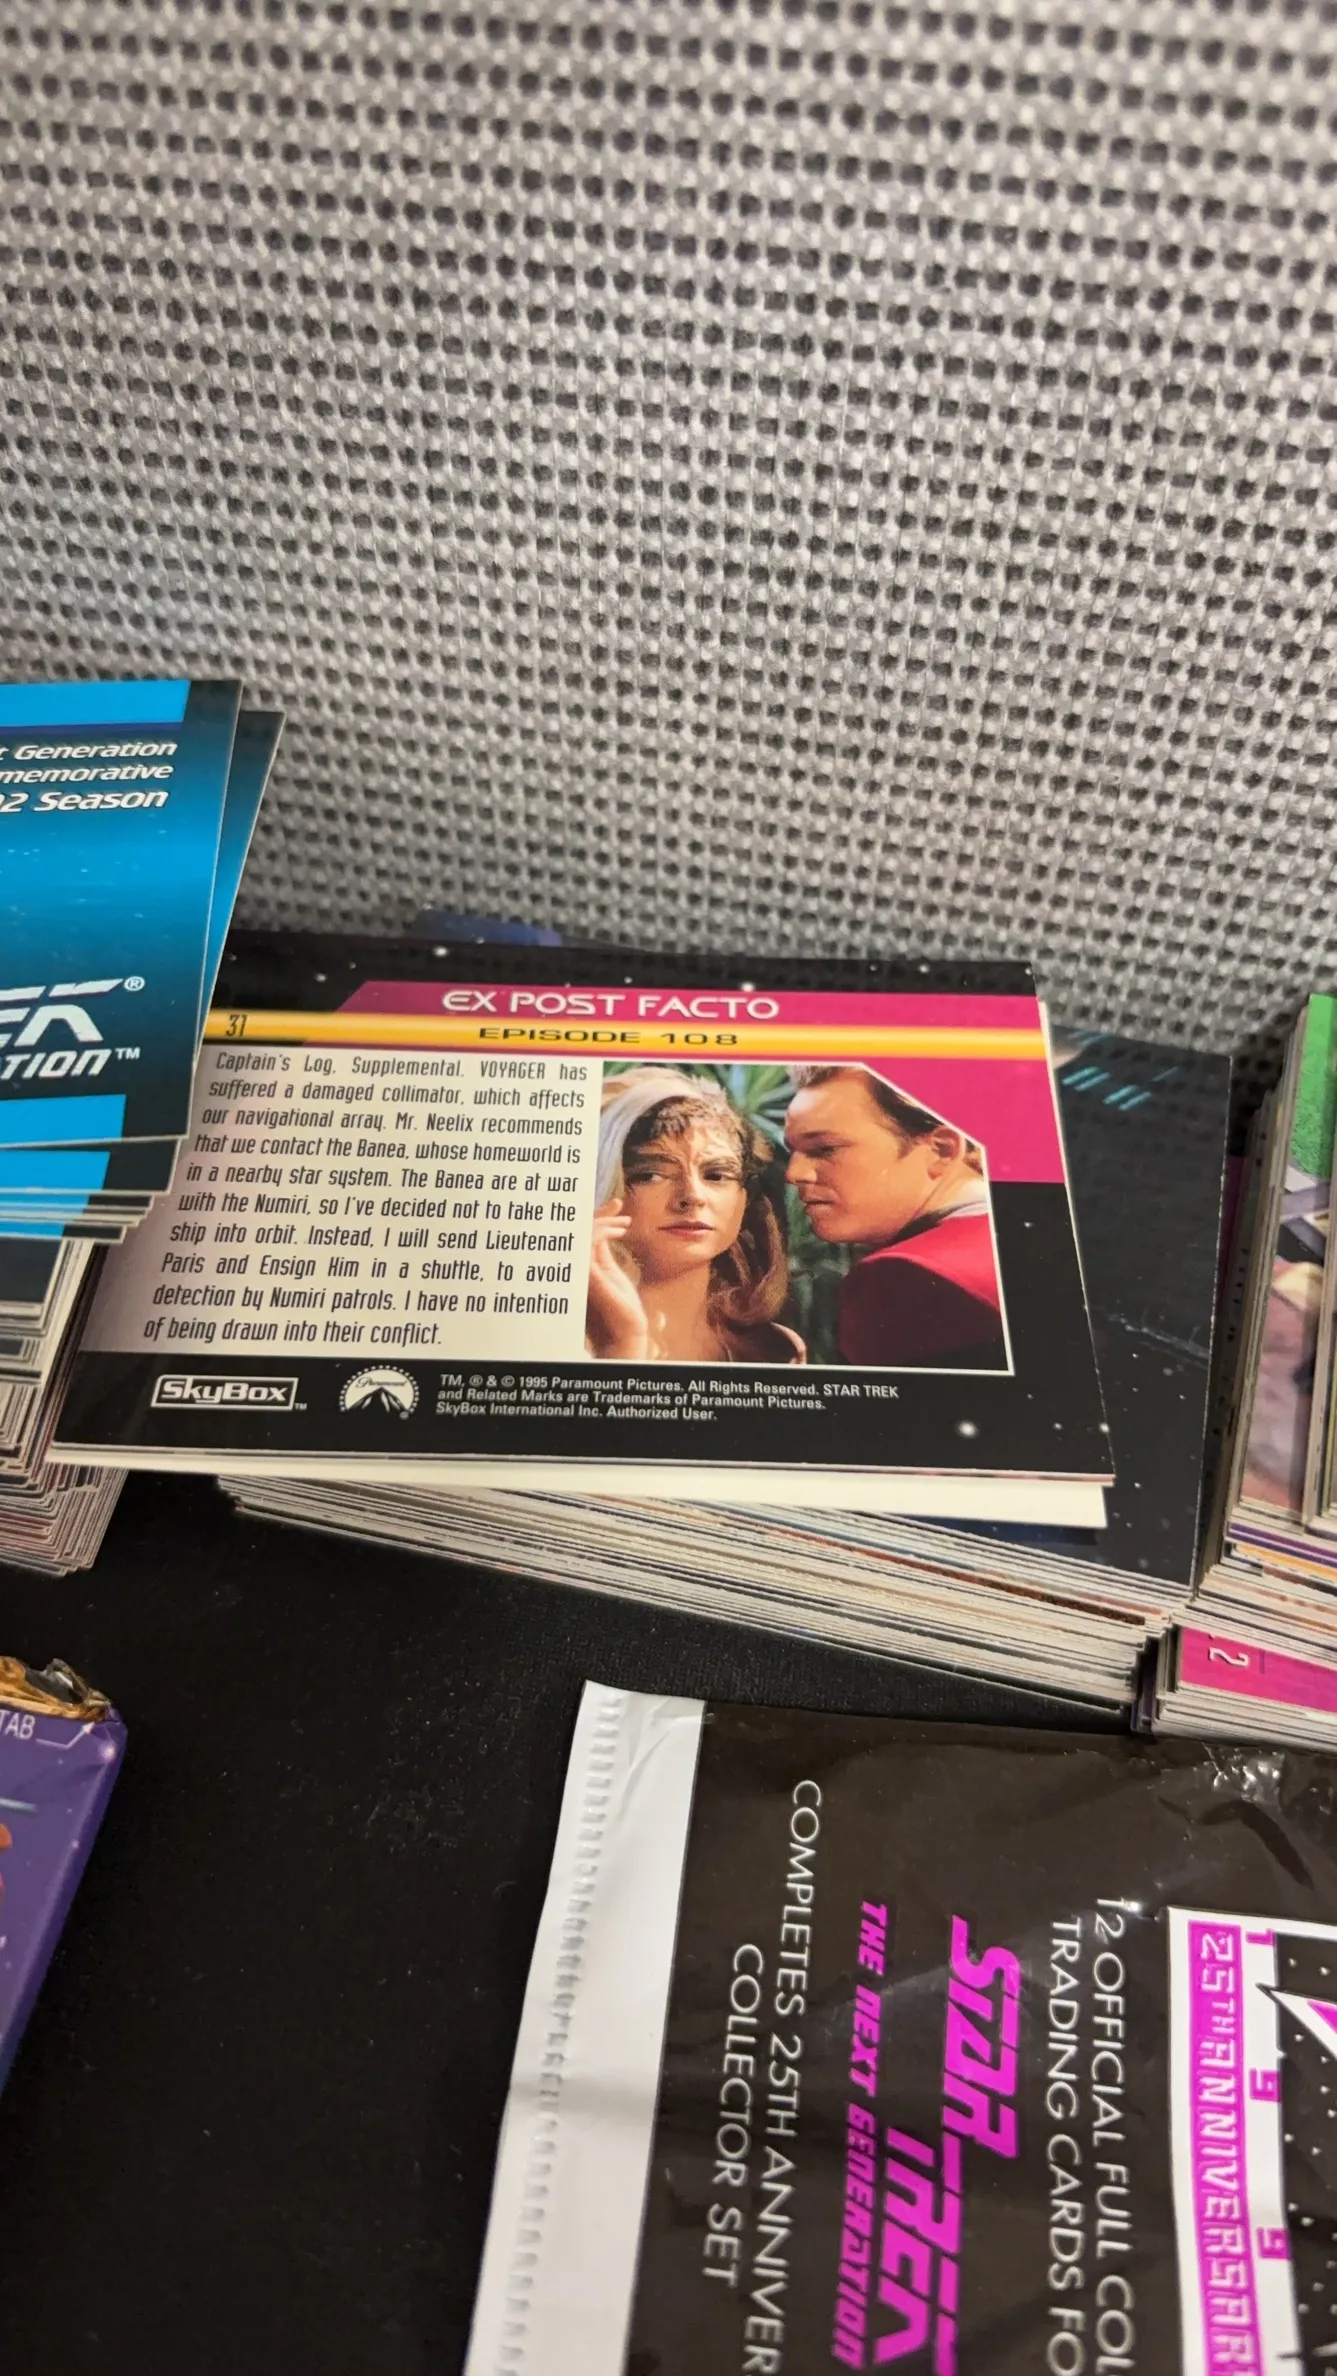 Generation
memorative
Season
®
TION™
EX POST FACTO
31
EPISODE 108
Captain's Log, Supplemental. VOYAGER has
suffered a damaged collimator, which affects
our navigational array. Mr. Neelix recommends
that we contact the Banea, whose homeworld is
in a nearby star system. The Banea are at war
with the Numiri, so I've decided not to take the
ship into orbit. Instead, I will send Lieutenant
Paris and Ensign Kim in a shuttle, to avoid
detection by Numiri patrols. I have no intention
of being drawn into their conflict.
SkyBox™
Paramount
TM, ® & © 1995 Paramount Pictures. All Rights Reserved. STAR TREK
and Related Marks are Trademarks of Paramount Pictures.
SkyBox International Inc. Authorized User.
2
TAB
1991
25TH ANNIVERSAR
12 OFFICIAL FULL COL
TRADING CARDS FO
STAR TREK
THE NEXT GENERATION
COMPLETES 25TH ANNIVER
COLLECTOR SET